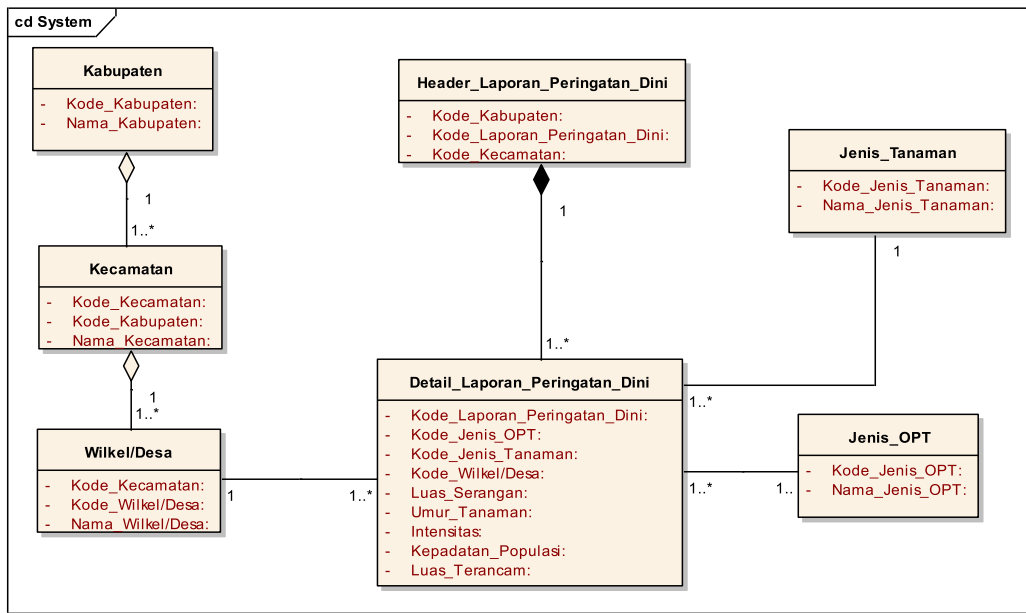 cd System
Kabupaten
- Kode_Kabupaten:
- Nama_Kabupaten:
1
1..*
Kecamatan
- Kode_Kecamatan:
- Kode_Kabupaten:
- Nama_Kecamatan:
1
1..*
Wilkel/Desa
- Kode_Kecamatan:
- Kode_Wilkel/Desa:
- Nama_Wilkel/Desa:
1
1..*
Header_Laporan_Peringatan_Dini
- Kode_Kabupaten:
- Kode_Laporan_Peringatan_Dini:
- Kode_Kecamatan:
1
1..*
Detail_Laporan_Peringatan_Dini
- Kode_Laporan_Peringatan_Dini:
- Kode_Jenis_OPT:
- Kode_Jenis_Tanaman:
- Kode_Wilkel/Desa:
- Luas_Serangan:
- Umur_Tanaman:
- Intensitas:
- Kepadatan_Populasi:
- Luas_Terancam:
Jenis_Tanaman
- Kode_Jenis_Tanaman:
- Nama_Jenis_Tanaman:
1
1..*
Jenis_OPT
- Kode_Jenis_OPT:
- Nama_Jenis_OPT:
1..*
1..